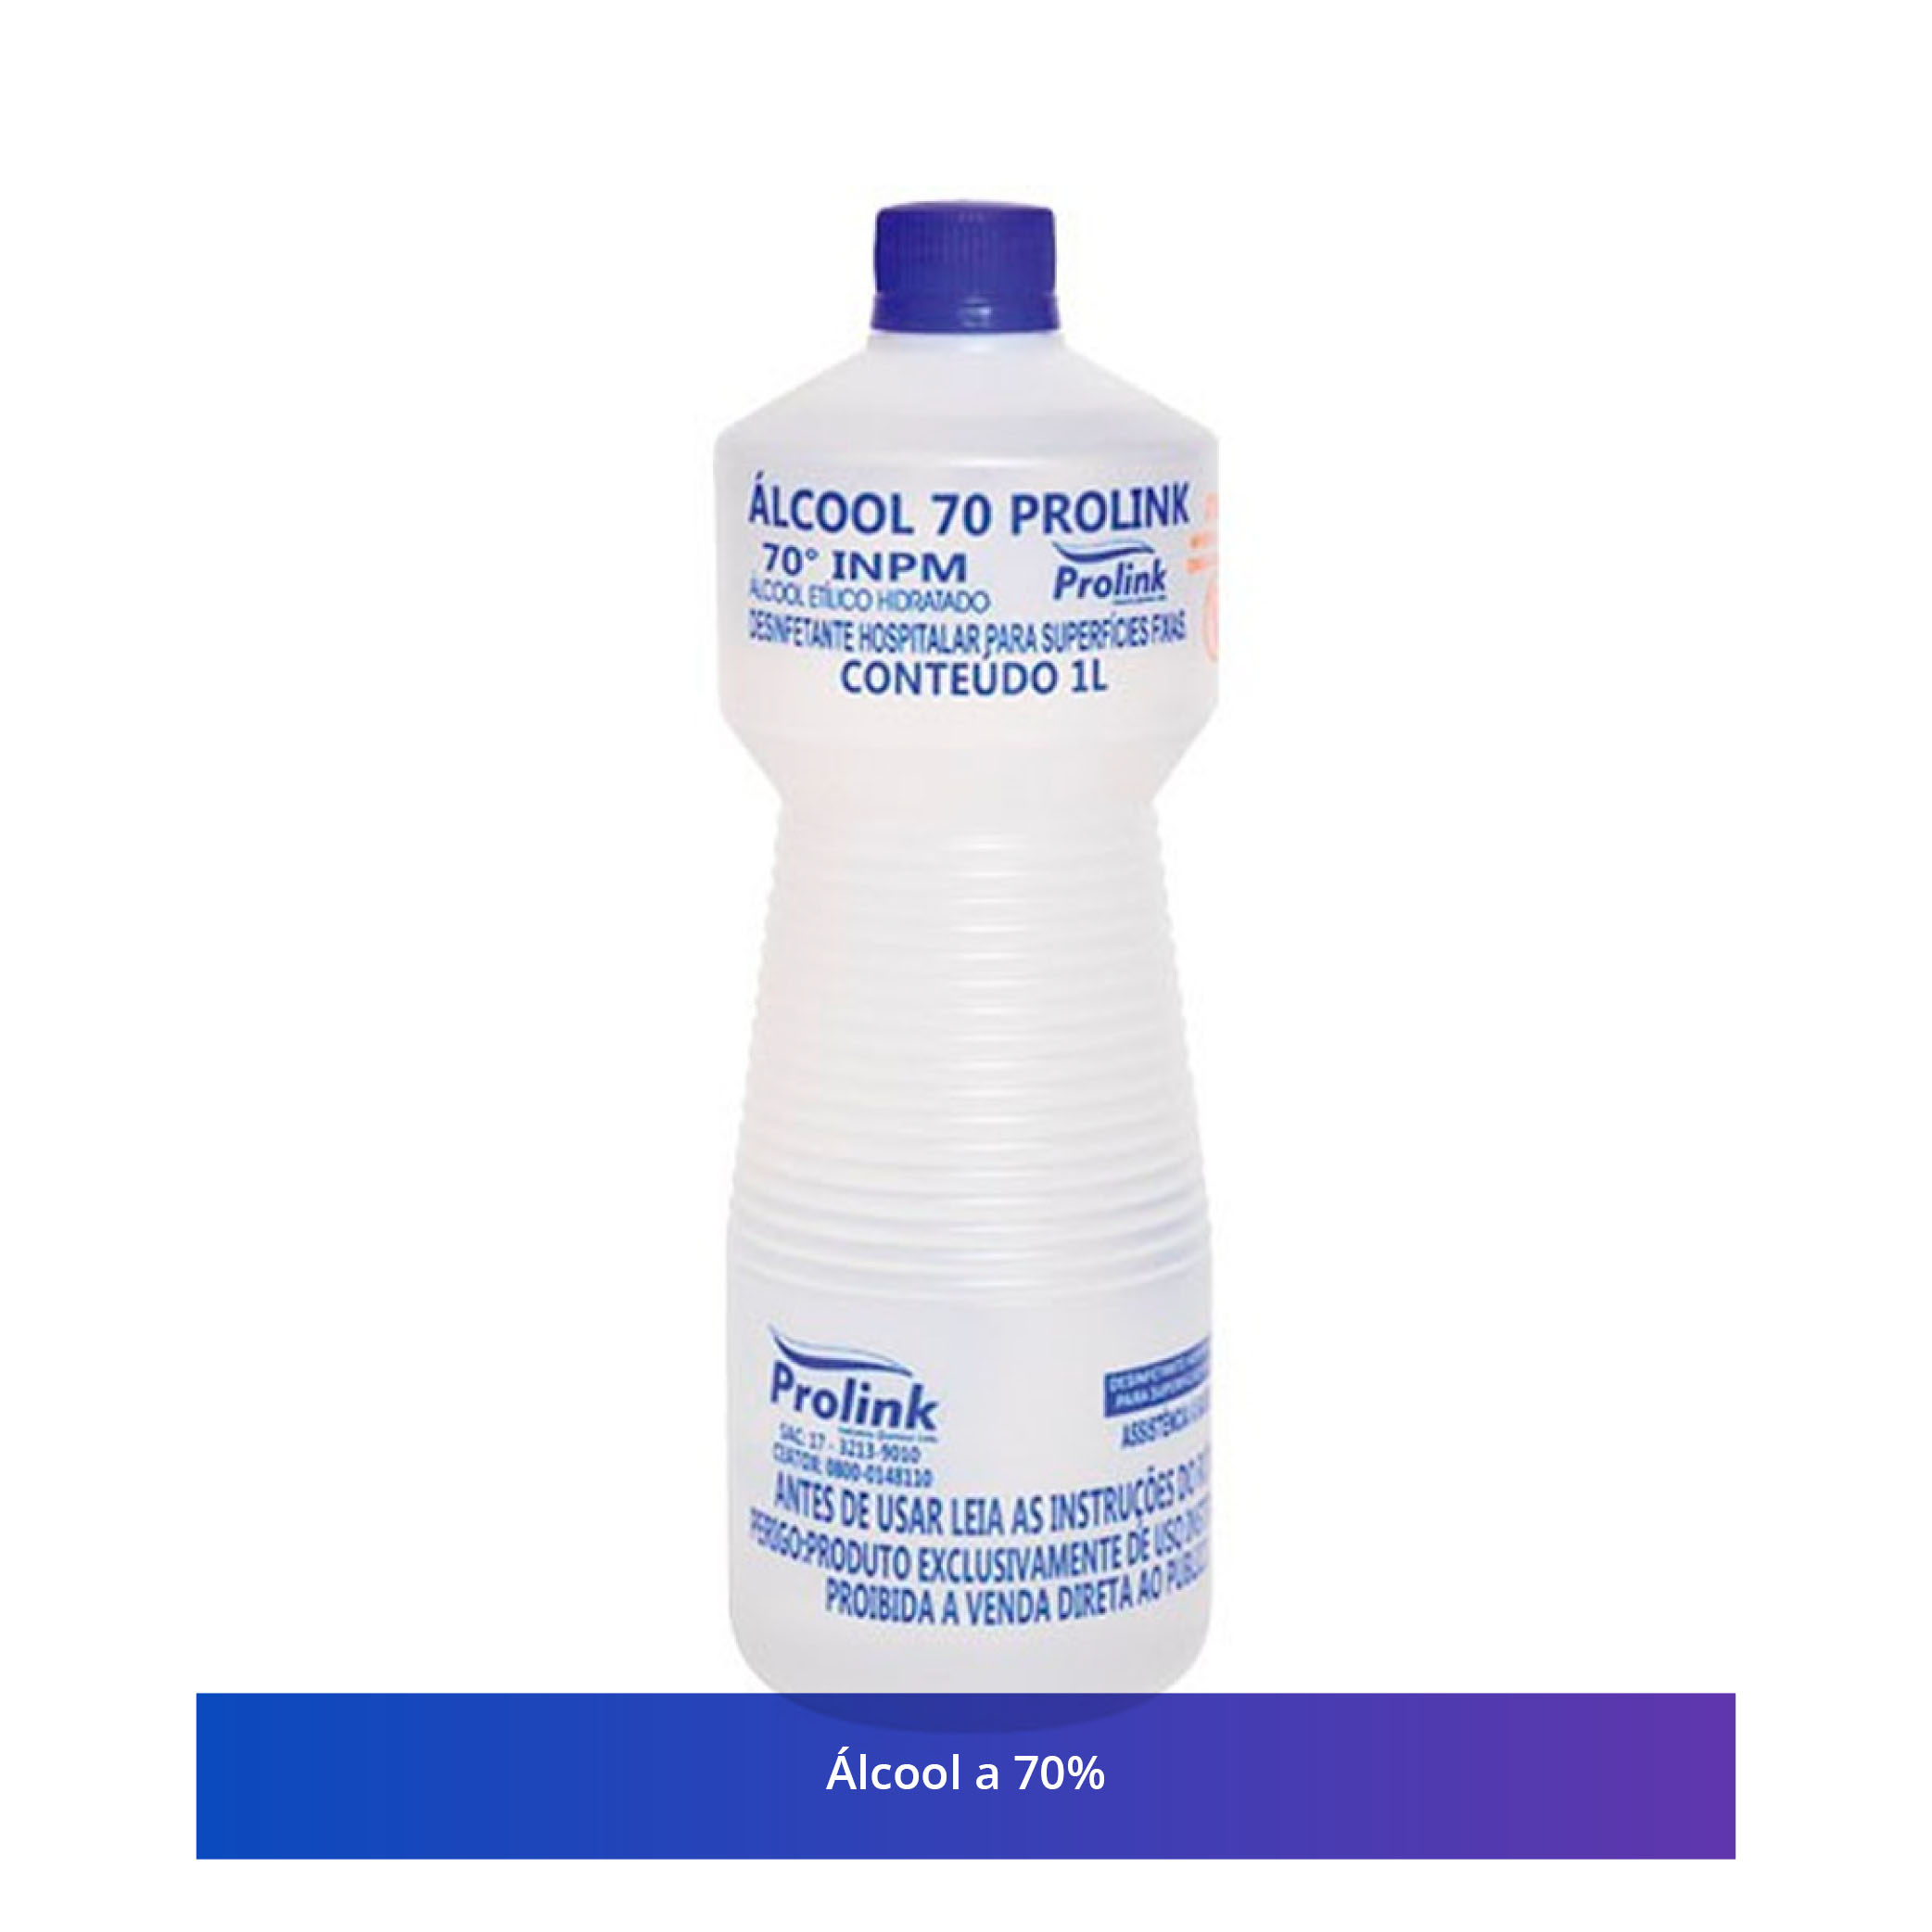 ÁLCOOL 70 PROLINK
70° INPM
Prolink
ÁLCOOL ETÍLICO HIDRATADO
DESINFETANTE HOSPITALAR PARA SUPERFÍCIES FIXAS
CONTEÚDO 1L
Prolink
SAC: 17 - 3213-9010
CEATOX: 0800-0148110
ASSISTÊNCIA
ANTES DE USAR LEIA AS INSTRUÇÕES DO
PERIGO:PRODUTO EXCLUSIVAMENTE DE USO
PROIBIDA A VENDA DIRETA AO
Álcool a 70%